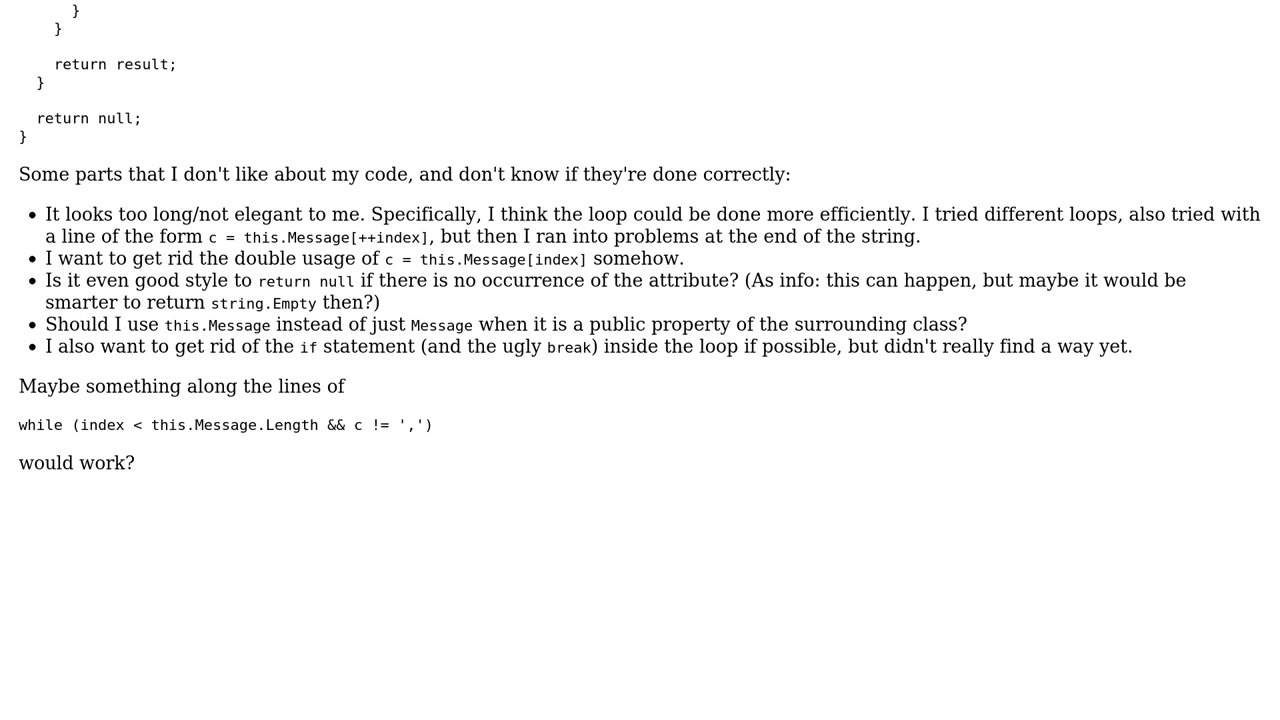 }
    }

    return result;
  }

  return null;
}
Some parts that I don't like about my code, and don't know if they're done correctly:
• It looks too long/not elegant to me. Specifically, I think the loop could be done more efficiently. I tried different loops, also tried with
a line of the form c = this.Message[++index], but then I ran into problems at the end of the string.
• I want to get rid the double usage of c = this.Message[index] somehow.
• Is it even good style to return null if there is no occurrence of the attribute? (As info: this can happen, but maybe it would be
smarter to return string.Empty then?)
• Should I use this.Message instead of just Message when it is a public property of the surrounding class?
• I also want to get rid of the if statement (and the ugly break) inside the loop if possible, but didn't really find a way yet.
Maybe something along the lines of
while (index < this.Message.Length && c != ',')
would work?